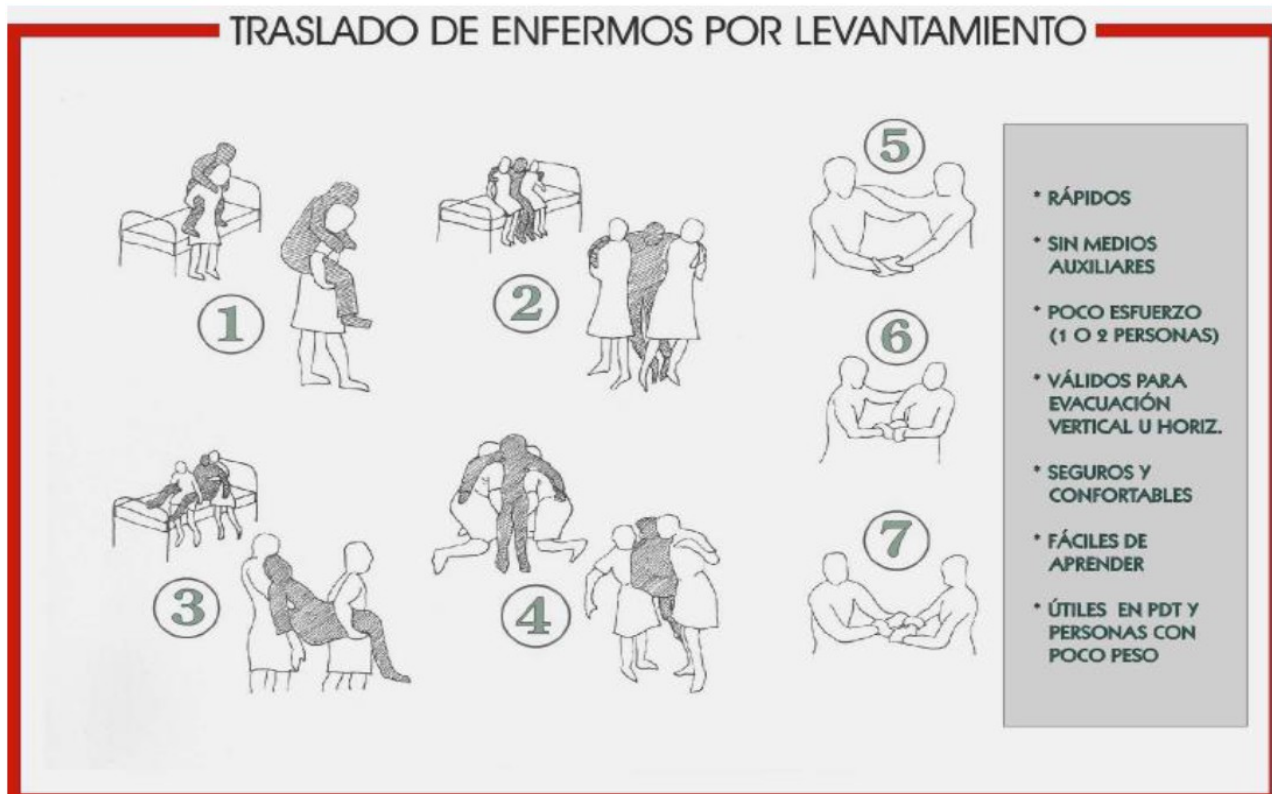 TRASLADO DE ENFERMOS POR LEVANTAMIENTO
1
2
3
4
5
6
7
* RÁPIDOS
* SIN MEDIOS
AUXILIARES
* POCO ESFUERZO
(1 O 2 PERSONAS)
* VÁLIDOS PARA
EVACUACIÓN
VERTICAL U HORIZ.
* SEGUROS Y
CONFORTABLES
* FÁCILES DE
APRENDER
* ÚTILES EN PDT Y
PERSONAS CON
POCO PESO